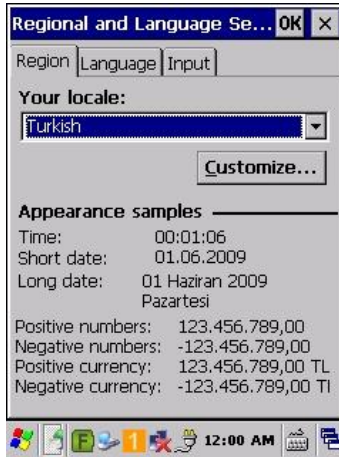 Regional and Language Se... OK ×
Region Language Input
Your locale:
Turkish
Customize...
Appearance samples
Time: 00:01:06
Short date: 01.06.2009
Long date: 01 Haziran 2009
Pazartesi
Positive numbers: 123.456.789,00
Negative numbers: -123.456.789,00
Positive currency: 123.456.789,00 TL
Negative currency: -123.456.789,00 Tl
F 1 12:00 AM